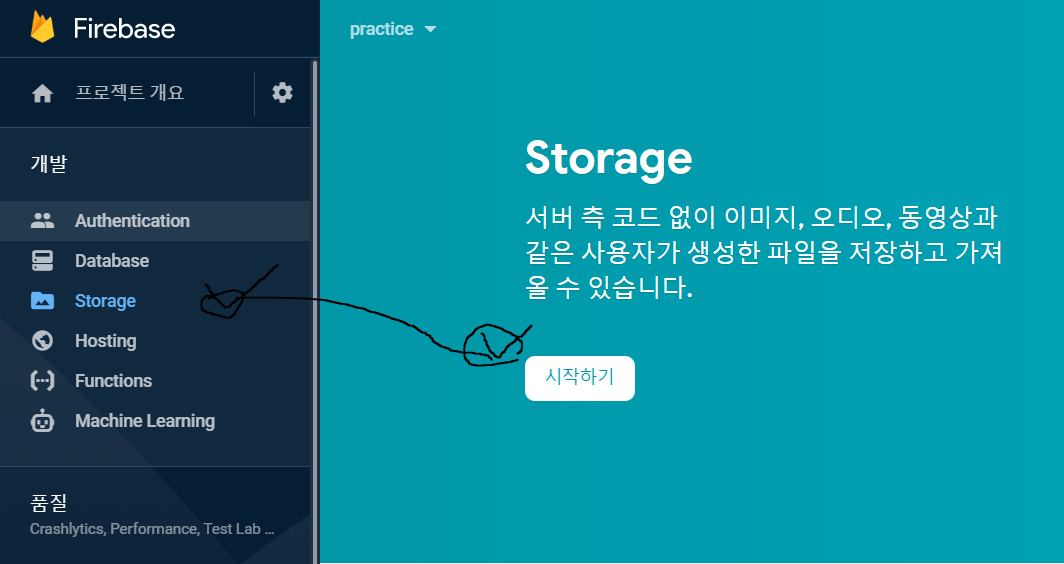 Firebase
프로젝트 개요
개발
Authentication
Database
Storage
Hosting
Functions
Machine Learning
품질
Crashlytics, Performance, Test Lab ...
practice
Storage
서버 측 코드 없이 이미지, 오디오, 동영상과
같은 사용자가 생성한 파일을 저장하고 가져
올 수 있습니다.
시작하기